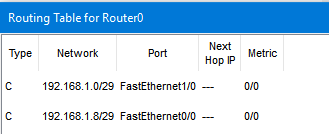 Routing Table for Router0
Type Network Port Next Hop IP Metric
C 192.168.1.0/29 FastEthernet1/0 --- 0/0
C 192.168.1.8/29 FastEthernet0/0 --- 0/0